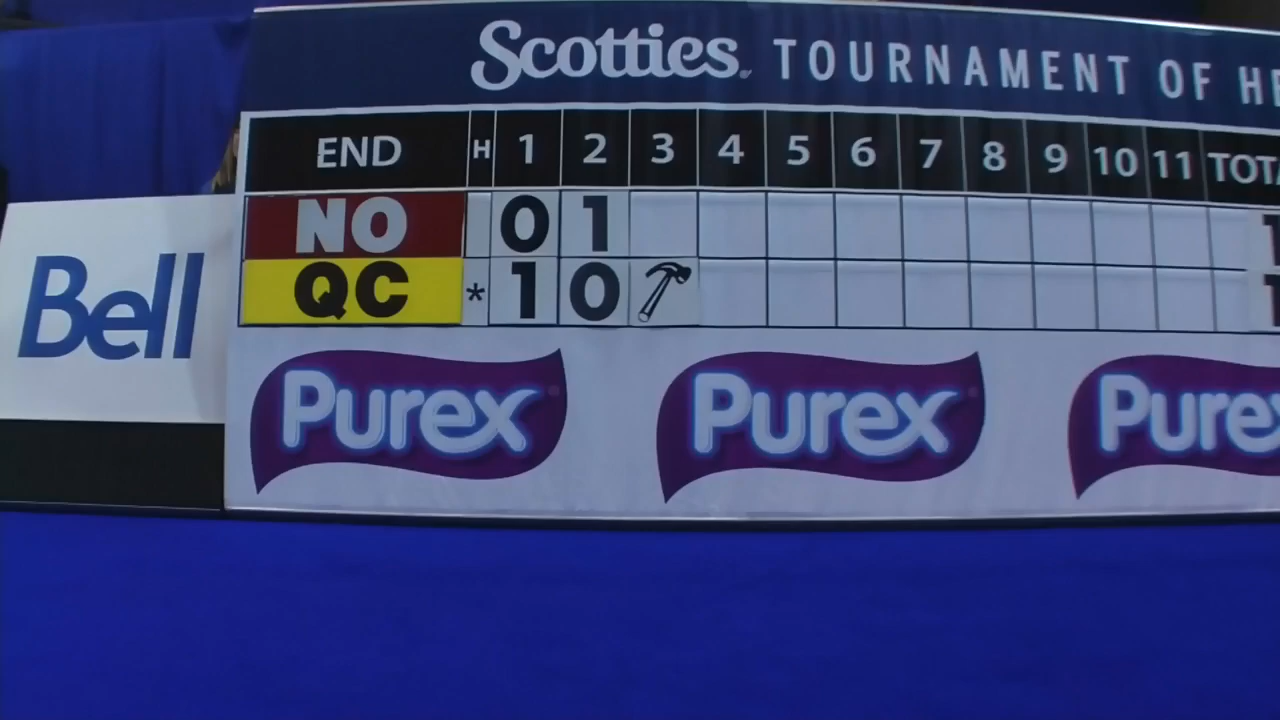 Scotties TOURNAMENT OF
END H 1 2 3 4 5 6 7 8 9 10 11
NO 0 1
QC * 1 0
Bell
Purex Purex Purex